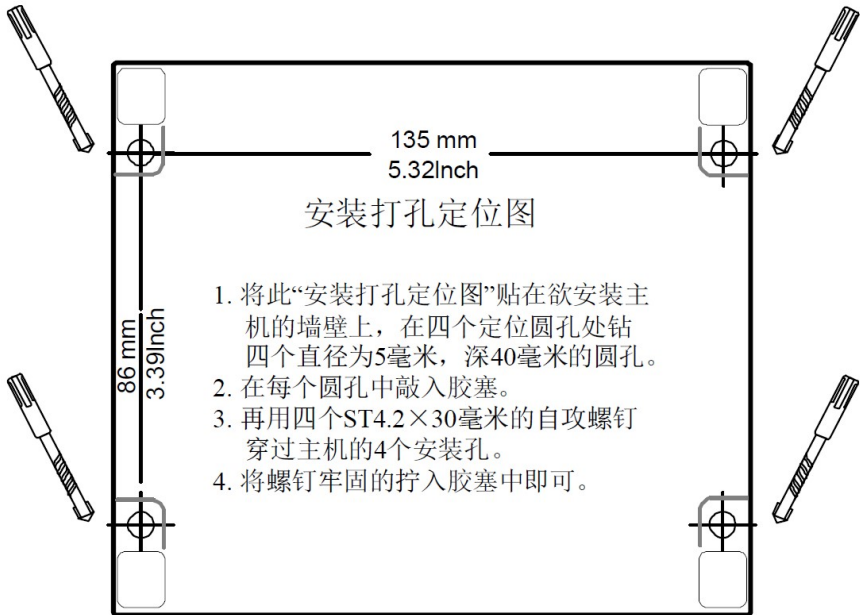 135 mm
5.32Inch
安装打孔定位图
86 mm
3.39Inch
1. 将此“安装打孔定位图”贴在欲安装主
机的墙壁上，在四个定位圆孔处钻
四个直径为5毫米，深40毫米的圆孔。
2. 在每个圆孔中敲入胶塞。
3. 再用四个ST4.2×30毫米的自攻螺钉
穿过主机的4个安装孔。
4. 将螺钉牢固的拧入胶塞中即可。